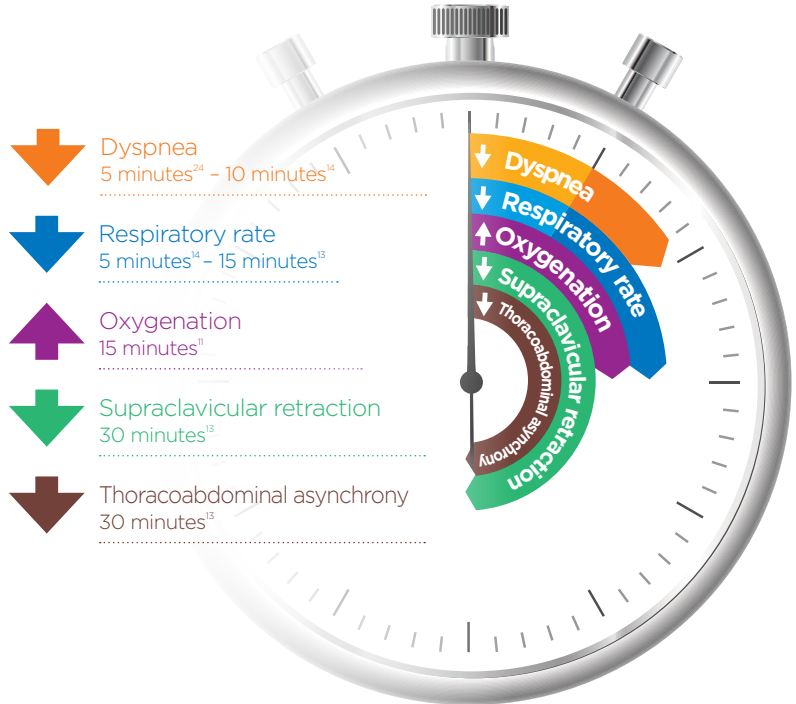 Dyspnea
5 minutes²⁴ – 10 minutes¹⁴
Respiratory rate
5 minutes¹⁴ – 15 minutes¹³
Oxygenation
15 minutes¹¹
Supraclavicular retraction
30 minutes¹³
Thoracoabdominal asynchrony
30 minutes¹³
Dyspnea
Respiratory rate
Oxygenation
Supraclavicular retraction
Thoracoabdominal asynchrony